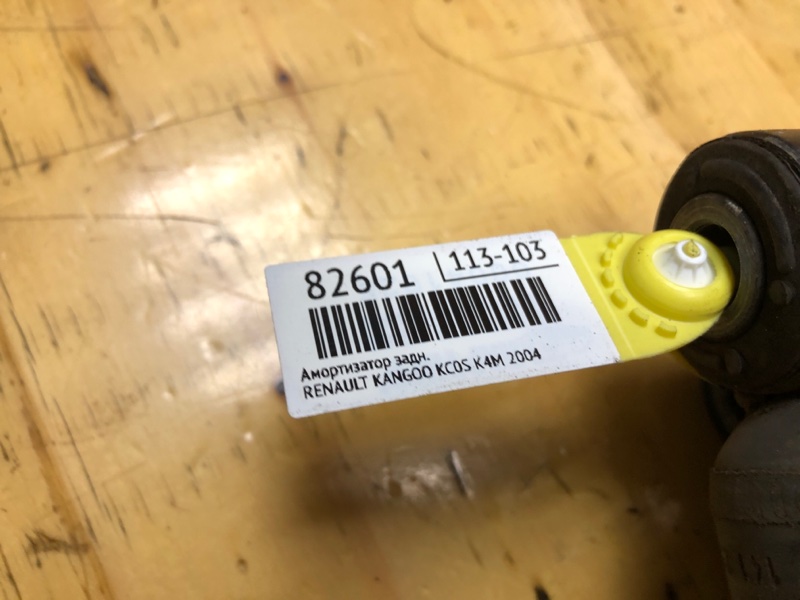 82601 113-103
Амортизатор задн.
RENAULT KANGOO KC0S K4M 2004